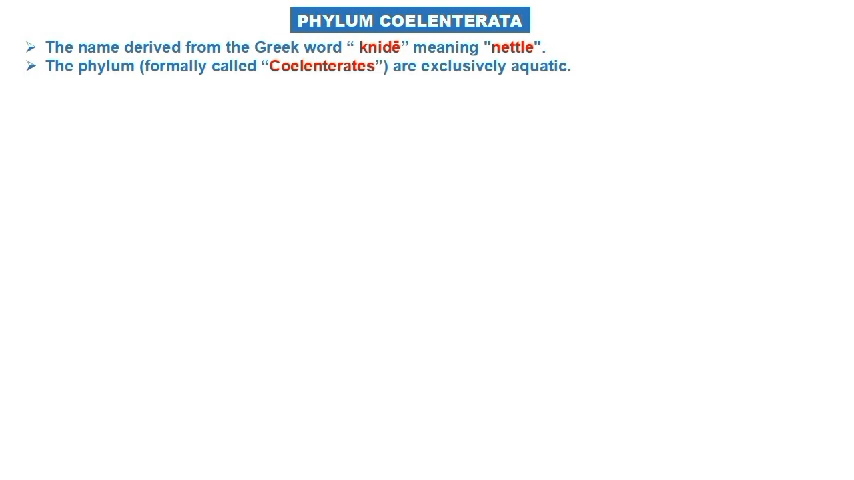 PHYLUM COELENTERATA
➢ The name derived from the Greek word “ knidē” meaning "nettle".
➢ The phylum (formally called “Coelenterates”) are exclusively aquatic.